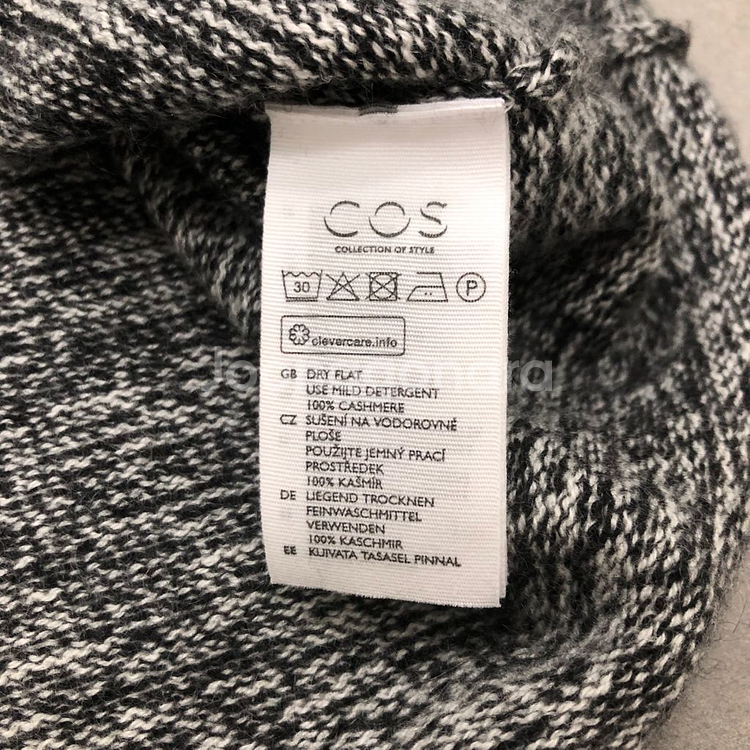 COS
COLLECTION OF STYLE
30 P
clevercare.info
GB DRY FLAT
USE MILD DETERGENT
100% CASHMERE
CZ SUŠENÍ NA VODOROVNÉ
PLOŠE
POUŽIJTE JEMNÝ PRACÍ
PROSTŘEDEK
100% KAŠMÍR
DE LIEGEND TROCKNEN
FEINWASCHMITTEL
VERWENDEN
100% KASCHMIR
EE KUIVATA TASASEL PINNAL